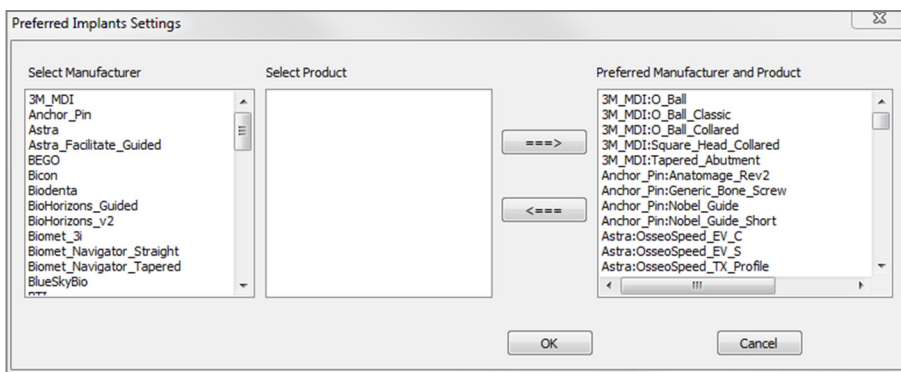 Preferred Implants Settings
Select Manufacturer
Select Product
Preferred Manufacturer and Product
3M_MDI
Anchor_Pin
Astra
Astra_Facilitate_Guided
BEGO
Bicon
Biodenta
BioHorizons_Guided
BioHorizons_v2
Biomet_3i
Biomet_Navigator_Straight
Biomet_Navigator_Tapered
BlueSkyBio
===>
<===
3M_MDI:O_Ball
3M_MDI:O_Ball_Classic
3M_MDI:O_Ball_Collared
3M_MDI:Square_Head_Collared
3M_MDI:Tapered_Abutment
Anchor_Pin:Anatomage_Rev2
Anchor_Pin:Generic_Bone_Screw
Anchor_Pin:Nobel_Guide
Anchor_Pin:Nobel_Guide_Short
Astra:OsseoSpeed_EV_C
Astra:OsseoSpeed_EV_S
Astra:OsseoSpeed_TX_Profile
OK
Cancel